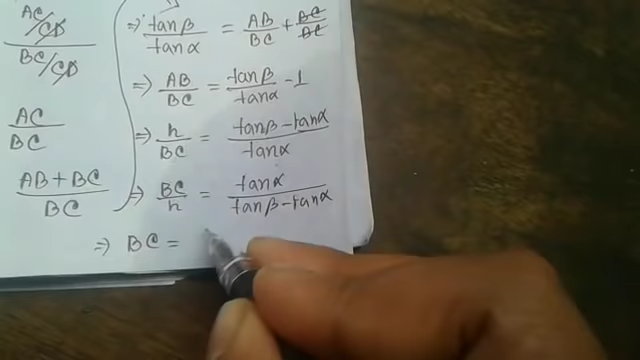 AC/CD
BC/CD
AC
BC
AB + BC
BC
⇒ tanβ/tanα = AB/BC + BC/BC
⇒ AB/BC = tanβ/tanα - 1
⇒ h/BC = tanβ - tanα/tanα
⇒ BC/h = tanα/tanβ - tanα
⇒ BC =